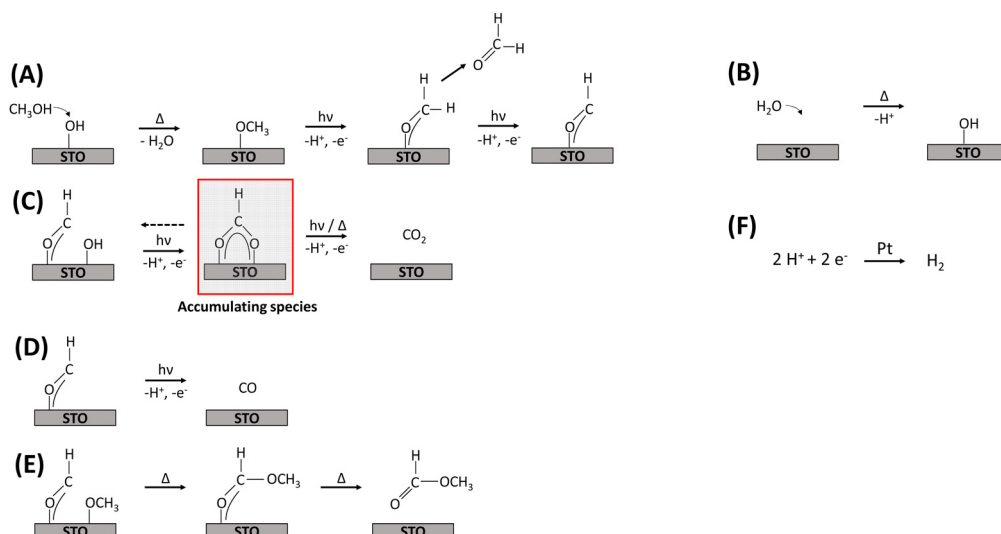 (A)
CH₃OH
OH
STO
Δ
- H₂O
OCH₃
STO
hν
-H⁺, -e⁻
H
C
H
O
STO
H
C
H
O
hν
-H⁺, -e⁻
H
C
O
STO
(B)
H₂O
STO
Δ
-H⁺
OH
STO
(C)
H
C
O
OH
STO
hν
-H⁺, -e⁻
H
C
O
O
STO
Accumulating species
hν / Δ
-H⁺, -e⁻
CO₂
STO
(F)
2 H⁺ + 2 e⁻
Pt
H₂
(D)
H
C
O
STO
hν
-H⁺, -e⁻
CO
STO
(E)
H
C
O
OCH₃
STO
Δ
H
C
OCH₃
O
STO
Δ
H
C
OCH₃
O
STO